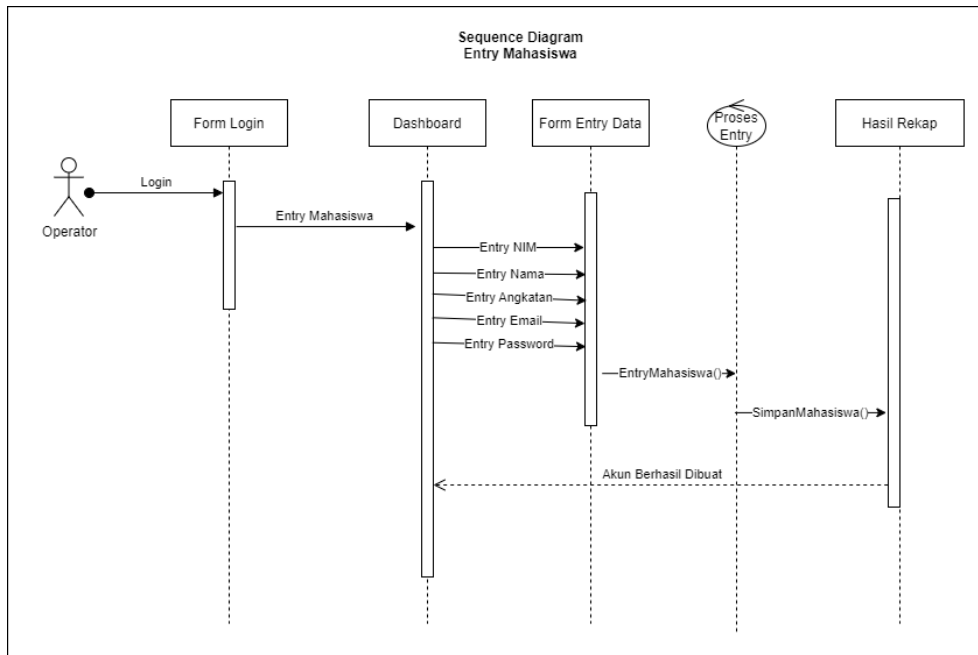 Sequence Diagram
Entry Mahasiswa
Form Login
Dashboard
Form Entry Data
Proses
Entry
Hasil Rekap
Login
Operator
Entry Mahasiswa
Entry NIM
Entry Nama
Entry Angkatan
Entry Email
Entry Password
EntryMahasiswa()
SimpanMahasiswa()
Akun Berhasil Dibuat